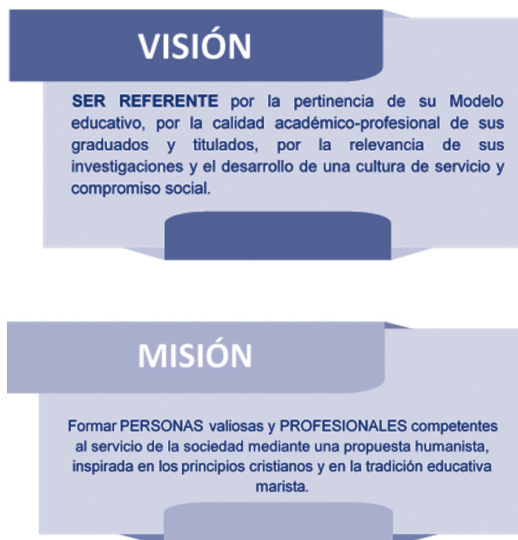 VISIÓN
SER REFERENTE por la pertinencia de su Modelo
educativo, por la calidad académico-profesional de sus
graduados y titulados, por la relevancia de sus
investigaciones y el desarrollo de una cultura de servicio y
compromiso social.
MISIÓN
Formar PERSONAS valiosas y PROFESIONALES competentes
al servicio de la sociedad mediante una propuesta humanista,
inspirada en los principios cristianos y en la tradición educativa
marista.